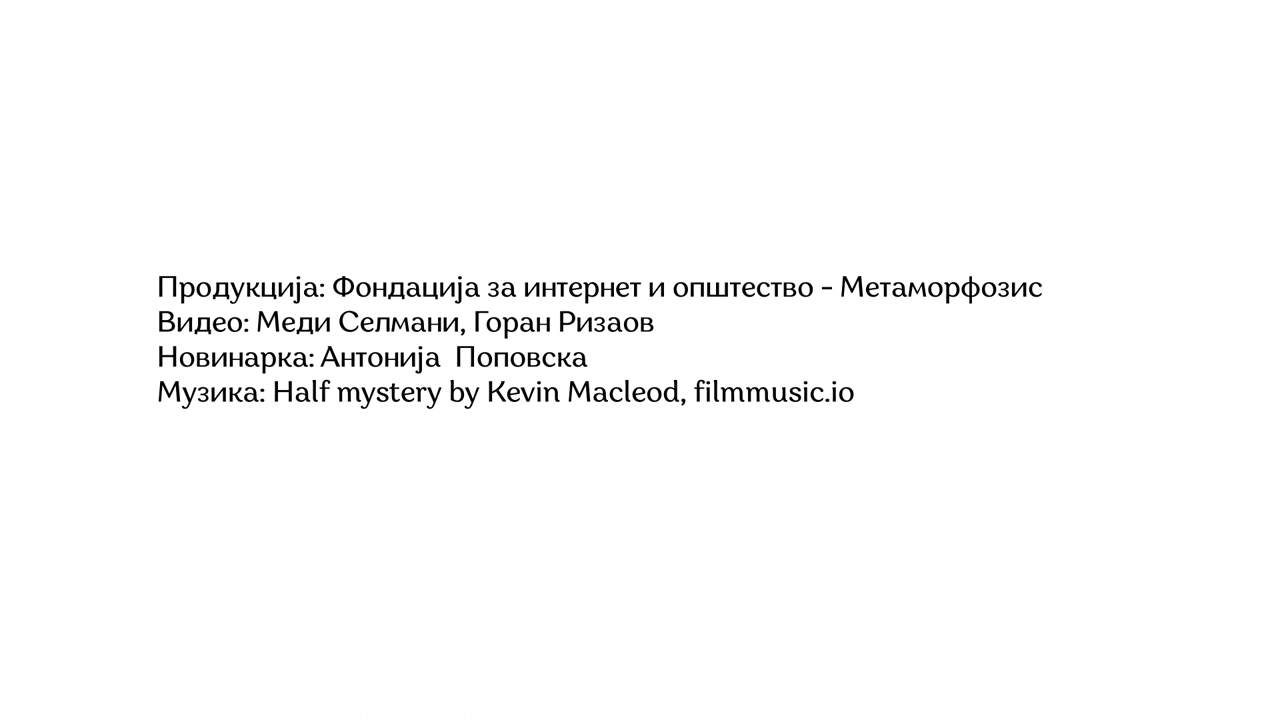 Продукција: Фондација за интернет и општество - Метаморфозис
Видео: Меди Селмани, Горан Ризаов
Новинарка: Антонија  Поповска
Музика: Half mystery by Kevin Macleod, filmmusic.io